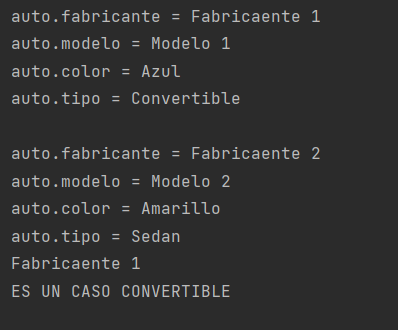 auto.fabricante = Fabricaente 1
auto.modelo = Modelo 1
auto.color = Azul
auto.tipo = Convertible
auto.fabricante = Fabricaente 2
auto.modelo = Modelo 2
auto.color = Amarillo
auto.tipo = Sedan
Fabricaente 1
ES UN CASO CONVERTIBLE